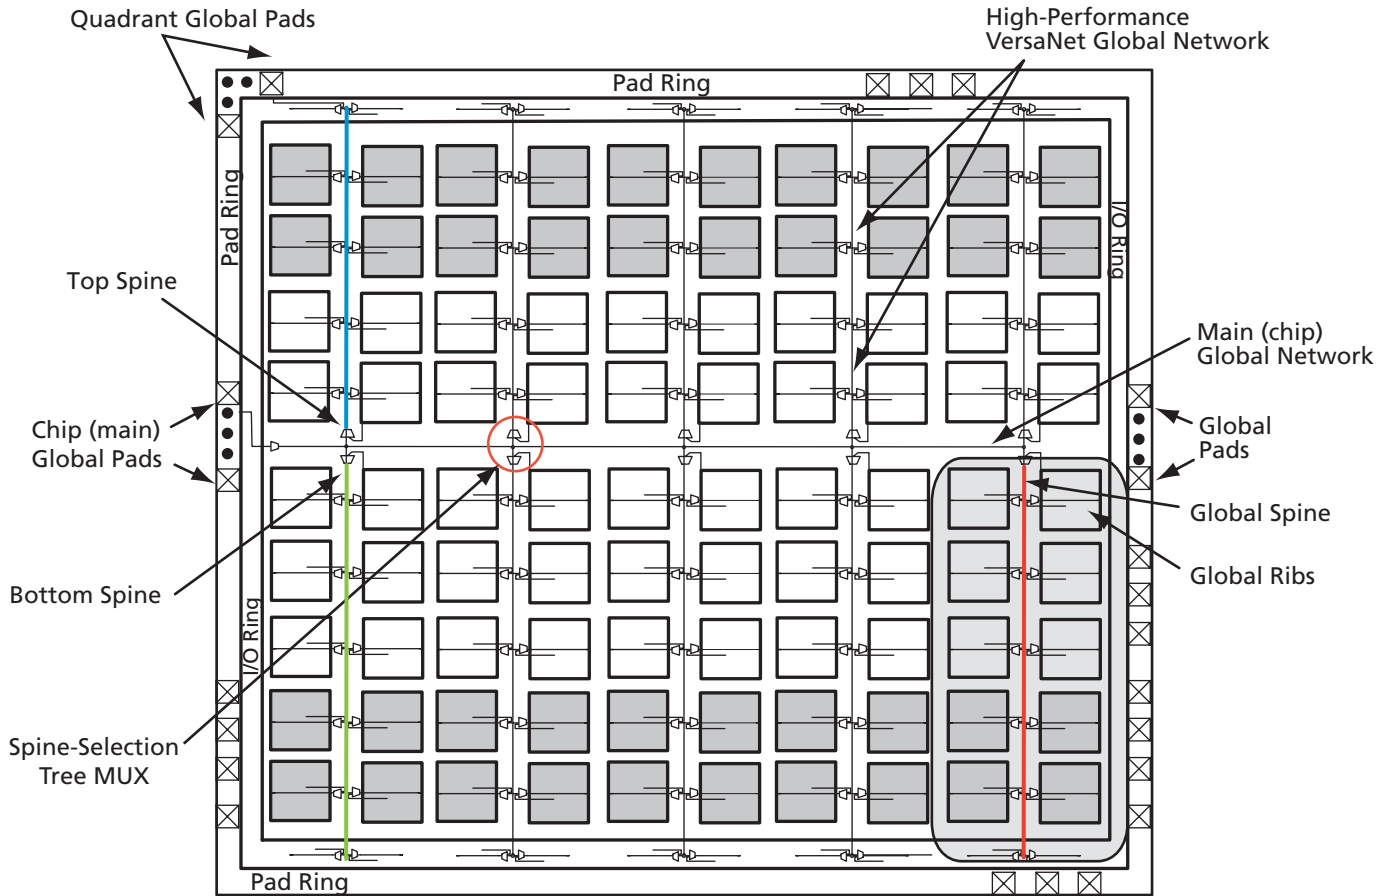 Quadrant Global Pads
High-Performance
VersaNet Global Network
Pad Ring
Pad Ring
I/O Ring
Top Spine
Main (chip)
Global Network
Chip (main)
Global Pads
Global
Pads
Global Spine
Bottom Spine
Global Ribs
I/O Ring
Spine-Selection
Tree MUX
Pad Ring